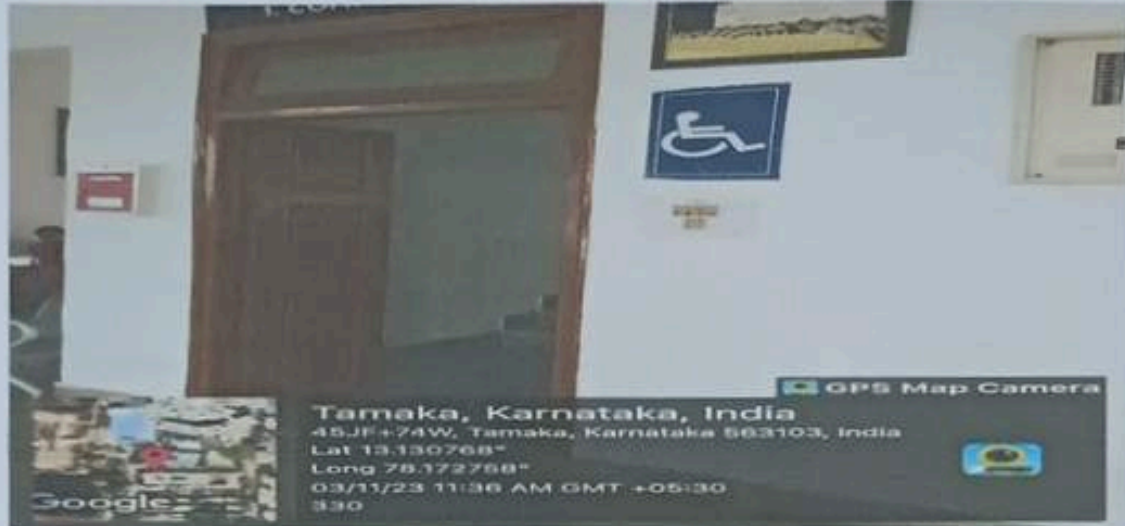 GPS Map Camera
Tamaka, Karnataka, India
45JF+74W, Tamaka, Karnataka 563103, India
Lat 13.130768°
Long 78.172758°
03/11/23 11:36 AM GMT +05:30
330
Google